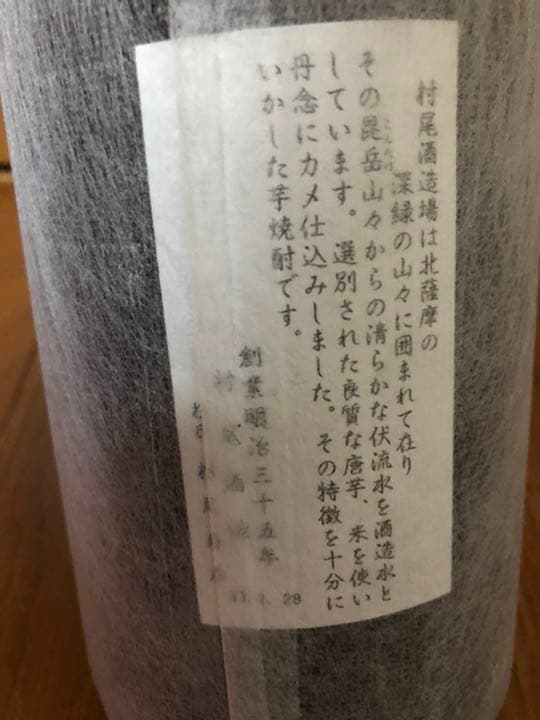 村尾酒造場は北薩摩の
深緑の山々に囲まれて在り
その昆岳山々からの清らかな伏流水を酒造水と
しています。選別された良質な唐芋、米を使い
丹念にカメ仕込みしました。その特徴を十分に
いかした芋焼酎です。
創業明治三十五年
村尾酒造
28